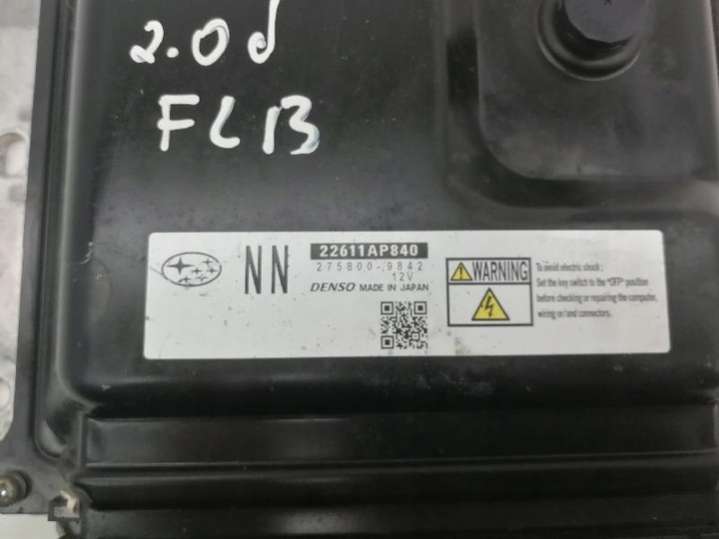 2.0d
FL13
NN
22611AP840
275800-9842
12V
DENSO MADE IN JAPAN
WARNING
To avoid electric shock :
Set the key switch to the "OFF" position
before checking or repairing the computer,
wiring or/and connectors.